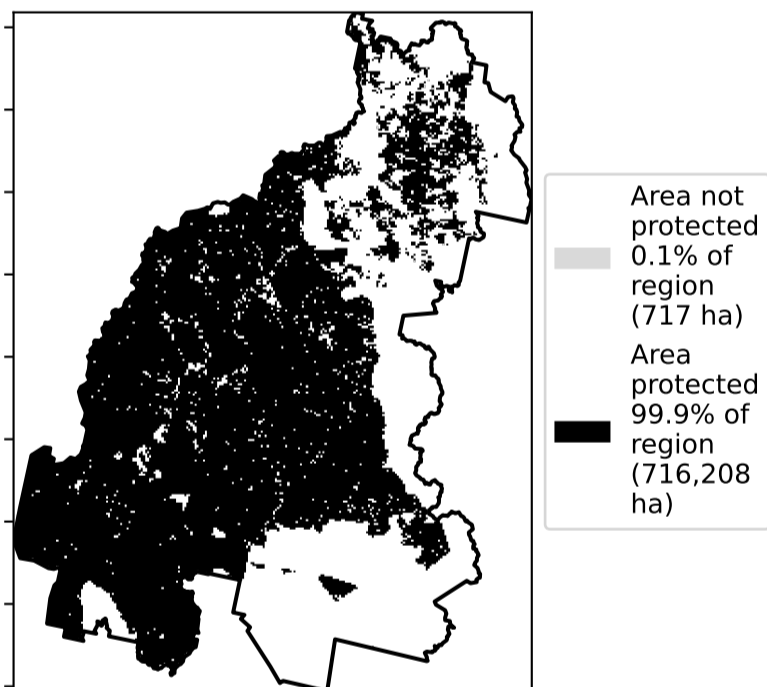 Area not
protected
0.1% of
region
(717 ha)
Area
protected
99.9% of
region
(716,208
ha)